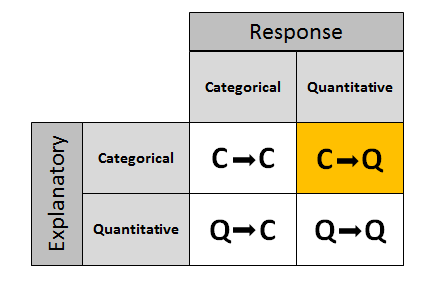 Response
Categorical Quantitative
Explanatory
Categorical C➡C C➡Q
Quantitative Q➡C Q➡Q